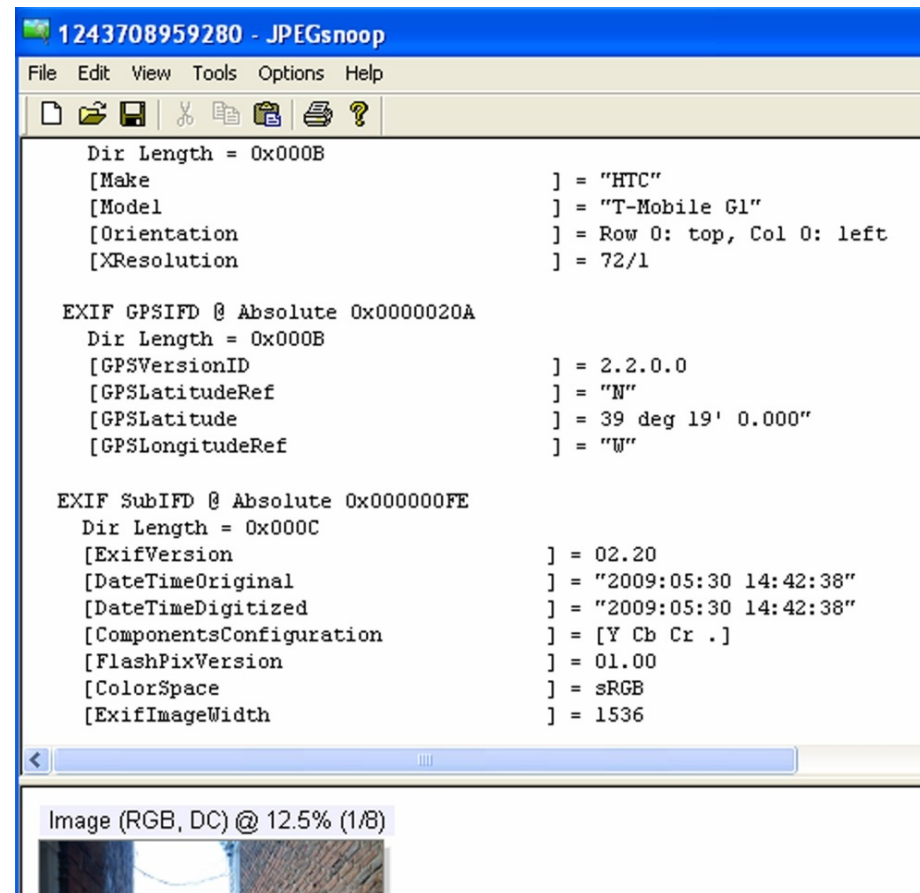 1243708959280 - JPEGsnoop
File Edit View Tools Options Help
Dir Length = 0x000B
[Make ] = "HTC"
[Model ] = "T-Mobile G1"
[Orientation ] = Row 0: top, Col 0: left
[XResolution ] = 72/1
EXIF GPSIFD @ Absolute 0x0000020A
Dir Length = 0x000B
[GPSVersionID ] = 2.2.0.0
[GPSLatitudeRef ] = "N"
[GPSLatitude ] = 39 deg 19' 0.000"
[GPSLongitudeRef ] = "W"
EXIF SubIFD @ Absolute 0x000000FE
Dir Length = 0x000C
[ExifVersion ] = 02.20
[DateTimeOriginal ] = "2009:05:30 14:42:38"
[DateTimeDigitized ] = "2009:05:30 14:42:38"
[ComponentsConfiguration ] = [Y Cb Cr .]
[FlashPixVersion ] = 01.00
[ColorSpace ] = sRGB
[ExifImageWidth ] = 1536
Image (RGB, DC) @ 12.5% (1/8)